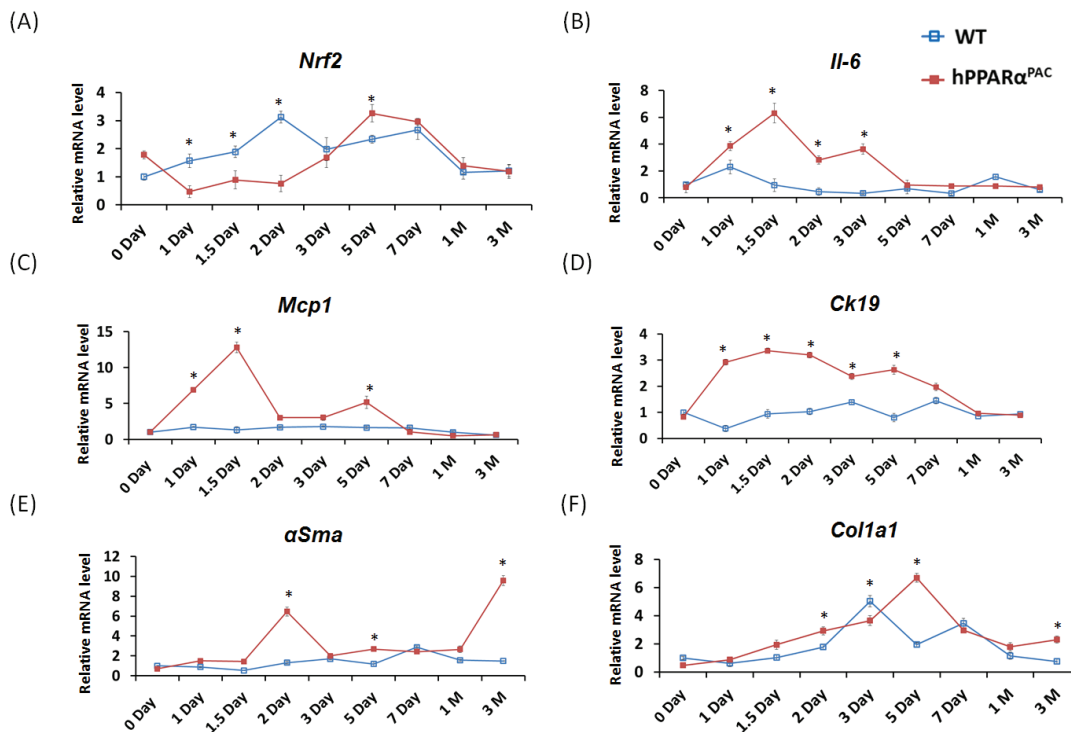 (A)
Nrf2
Relative mRNA level
4
3
2
1
0
0 Day 1 Day 1.5 Day 2 Day 3 Day 5 Day 7 Day 1 M 3 M
* * * *
(B)
Il-6
WT
hPPARα^PAC
Relative mRNA level
8
6
4
2
0
0 Day 1 Day 1.5 Day 2 Day 3 Day 5 Day 7 Day 1 M 3 M
* * * *
(C)
Mcp1
Relative mRNA level
15
10
5
0
0 Day 1 Day 1.5 Day 2 Day 3 Day 5 Day 7 Day 1 M 3 M
* * *
(D)
Ck19
Relative mRNA level
4
3
2
1
0
0 Day 1 Day 1.5 Day 2 Day 3 Day 5 Day 7 Day 1 M 3 M
* * * * *
(E)
αSma
Relative mRNA level
12
10
8
6
4
2
0
0 Day 1 Day 1.5 Day 2 Day 3 Day 5 Day 7 Day 1 M 3 M
* * *
(F)
Col1a1
Relative mRNA level
8
6
4
2
0
0 Day 1 Day 1.5 Day 2 Day 3 Day 5 Day 7 Day 1 M 3 M
* * * *